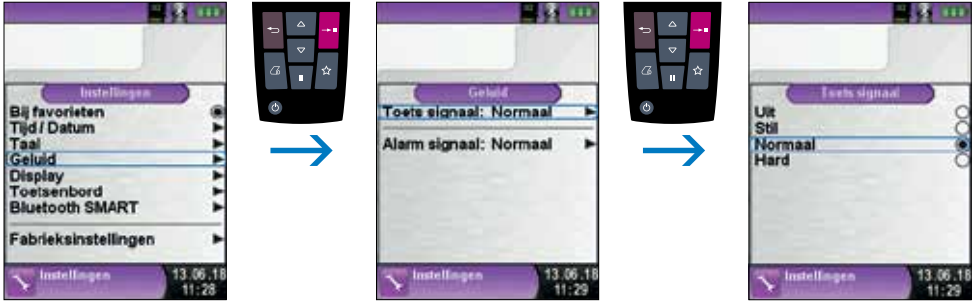 Instellingen
Bij favorieten
Tijd / Datum
Taal
Geluid
Display
Toetsenbord
Bluetooth SMART
Fabrieksinstellingen
Instellingen
13.06.18
11:28
Geluid
Toets signaal: Normaal
Alarm signaal: Normaal
Instellingen
13.06.18
11:29
Toets signaal
Uit
Stil
Normaal
Hard
Instellingen
13.06.18
11:29